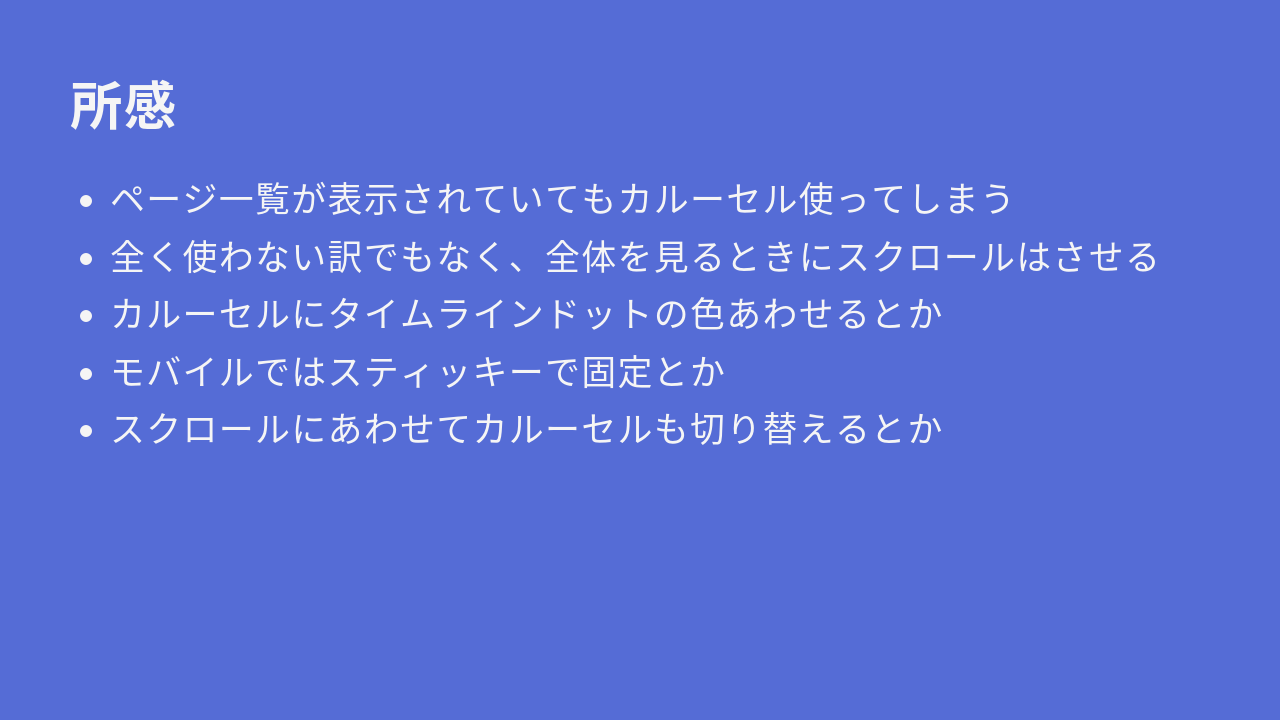 所感
• ページ一覧が表示されていてもカルーセル使ってしまう
• 全く使わない訳でもなく、全体を見るときにスクロールはさせる
• カルーセルにタイムラインドットの色あわせるとか
• モバイルではスティッキーで固定とか
• スクロールにあわせてカルーセルも切り替えるとか